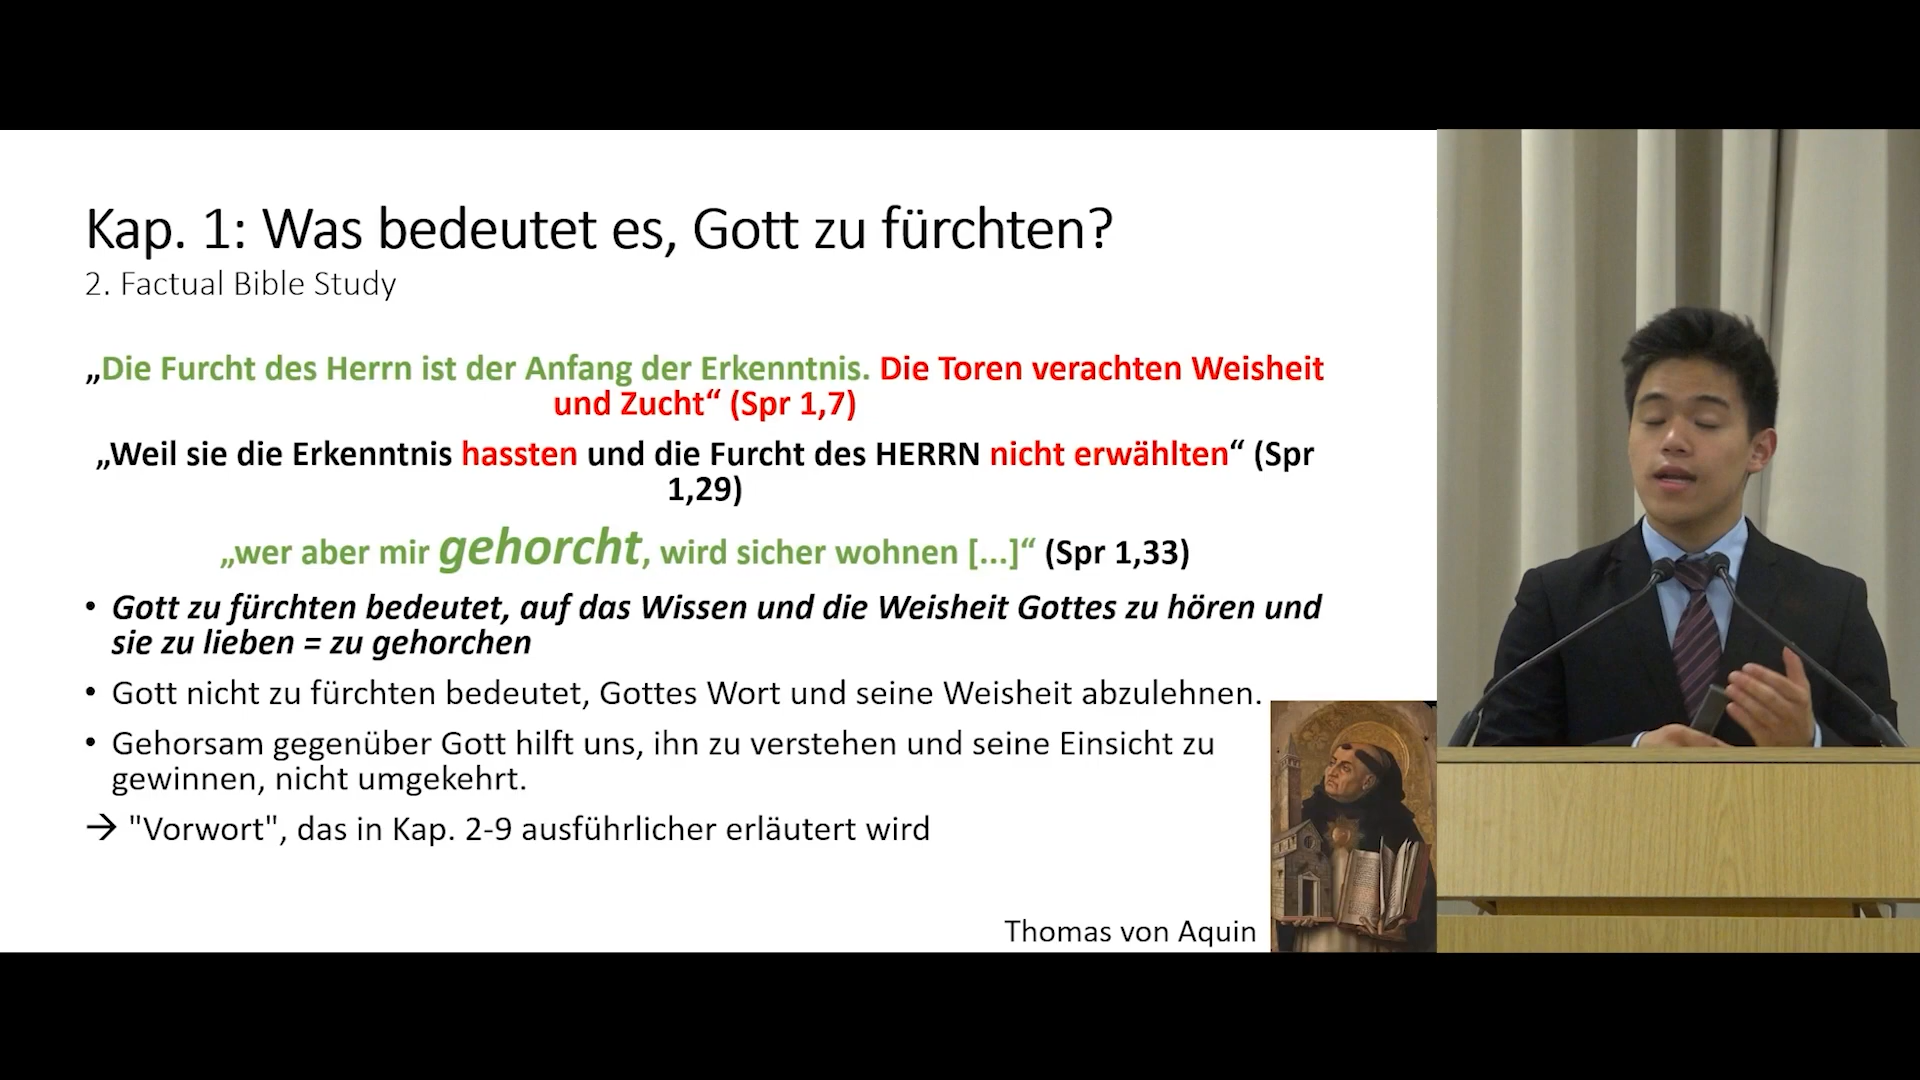 Kap. 1: Was bedeutet es, Gott zu fürchten?
2. Factual Bible Study
„Die Furcht des Herrn ist der Anfang der Erkenntnis. Die Toren verachten Weisheit
und Zucht“ (Spr 1,7)
„Weil sie die Erkenntnis hassten und die Furcht des HERRN nicht erwählten“ (Spr
1,29)
„wer aber mir gehorcht, wird sicher wohnen [...]“ (Spr 1,33)
• Gott zu fürchten bedeutet, auf das Wissen und die Weisheit Gottes zu hören und
sie zu lieben = zu gehorchen
• Gott nicht zu fürchten bedeutet, Gottes Wort und seine Weisheit abzulehnen.
• Gehorsam gegenüber Gott hilft uns, ihn zu verstehen und seine Einsicht zu
gewinnen, nicht umgekehrt.
→ "Vorwort", das in Kap. 2-9 ausführlicher erläutert wird
Thomas von Aquin